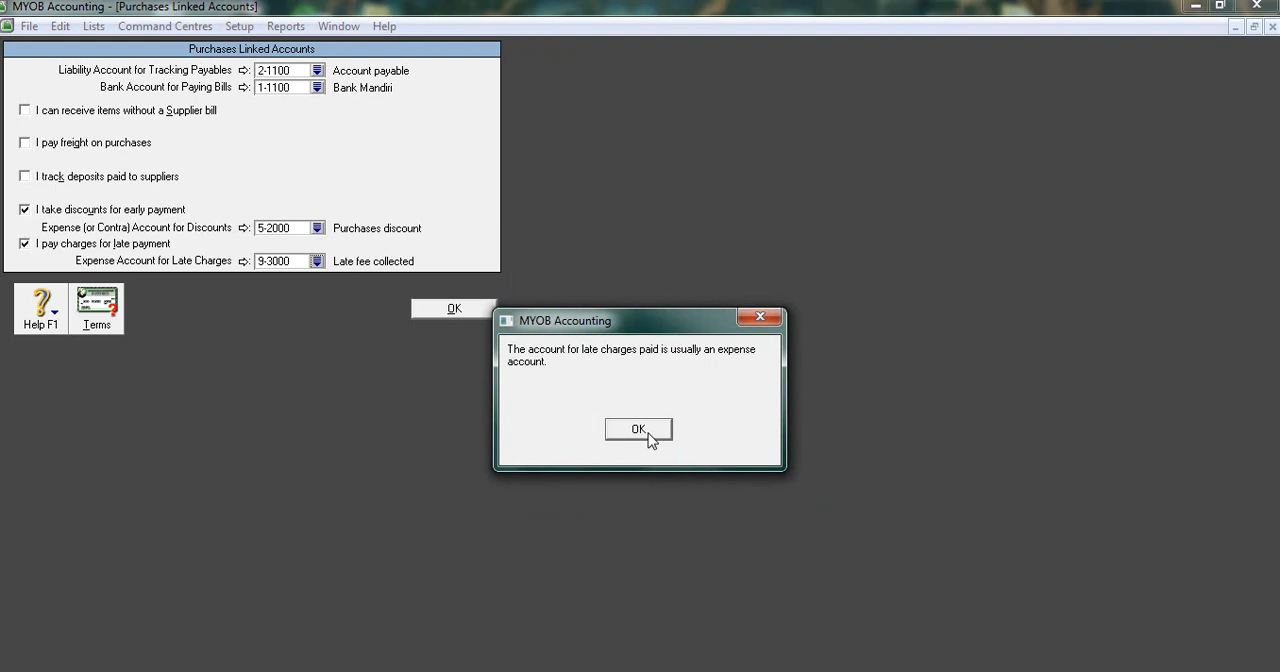 MYOB Accounting - [Purchases Linked Accounts]
File Edit Lists Command Centres Setup Reports Window Help
Purchases Linked Accounts
Liability Account for Tracking Payables 2-1100 Account payable
Bank Account for Paying Bills 1-1100 Bank Mandiri
I can receive items without a Supplier bill
I pay freight on purchases
I track deposits paid to suppliers
I take discounts for early payment
Expense (or Contra) Account for Discounts 5-2000 Purchases discount
I pay charges for late payment
Expense Account for Late Charges 9-3000 Late fee collected
Help F1 Terms
OK
MYOB Accounting
The account for late charges paid is usually an expense
account.
OK